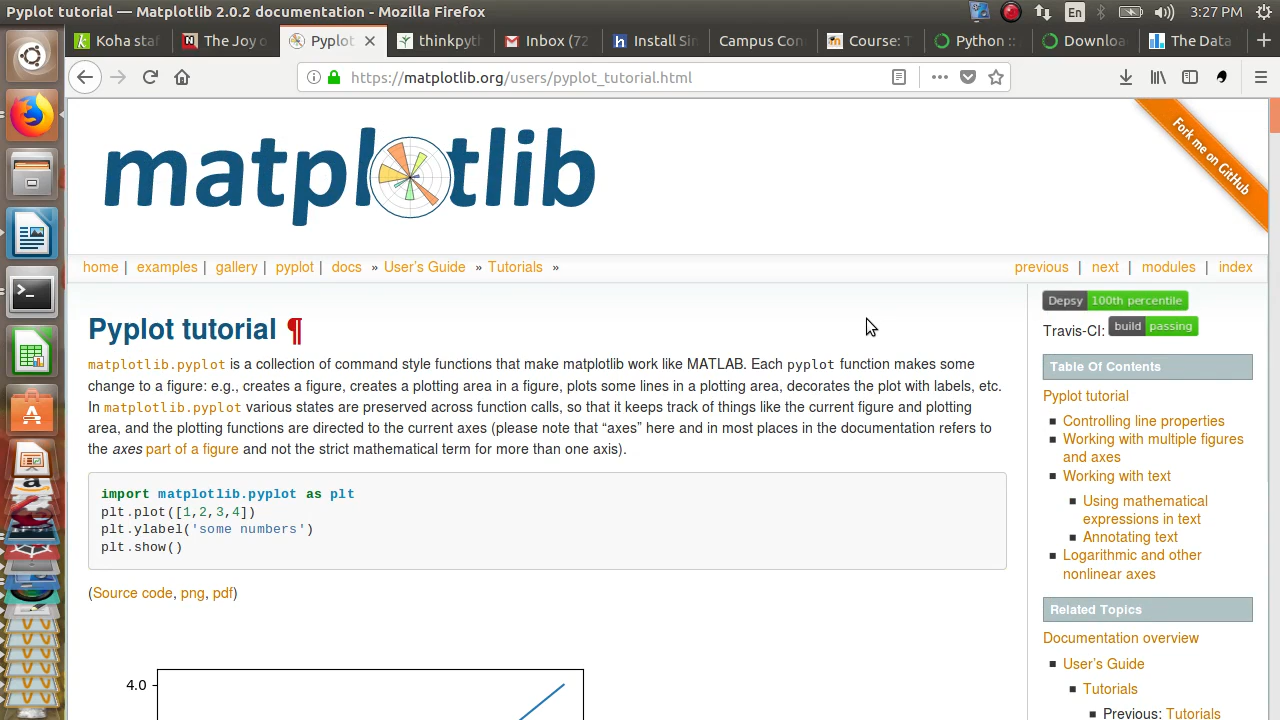 Pyplot tutorial — Matplotlib 2.0.2 documentation - Mozilla Firefox
En
3:27 PM
Koha staf
The Joy o
Pyplot
thinkpyth
Inbox (72
Install Sir
Campus Con
Course: T
Python ::
Downloa
The Data
https://matplotlib.org/users/pyplot_tutorial.html
matplotlib
Fork me on GitHub
home | examples | gallery | pyplot | docs » User's Guide » Tutorials »
previous | next | modules | index
Pyplot tutorial ¶
matplotlib.pyplot is a collection of command style functions that make matplotlib work like MATLAB. Each pyplot function makes some
change to a figure: e.g., creates a figure, creates a plotting area in a figure, plots some lines in a plotting area, decorates the plot with labels, etc.
In matplotlib.pyplot various states are preserved across function calls, so that it keeps track of things like the current figure and plotting
area, and the plotting functions are directed to the current axes (please note that “axes” here and in most places in the documentation refers to
the axes part of a figure and not the strict mathematical term for more than one axis).
import matplotlib.pyplot as plt
plt.plot([1,2,3,4])
plt.ylabel('some numbers')
plt.show()
(Source code, png, pdf)
4.0
Depsy 100th percentile
Travis-CI: build passing
Table Of Contents
Pyplot tutorial
Controlling line properties
Working with multiple figures
and axes
Working with text
Using mathematical
expressions in text
Annotating text
Logarithmic and other
nonlinear axes
Related Topics
Documentation overview
User's Guide
Tutorials
Previous: Tutorials